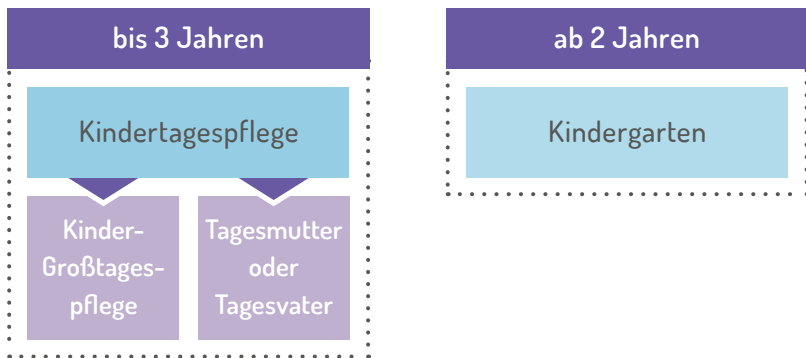 bis 3 Jahren
Kindertagespflege
Kinder-
Großtages-
pflege
Tagesmutter
oder
Tagesvater
ab 2 Jahren
Kindergarten